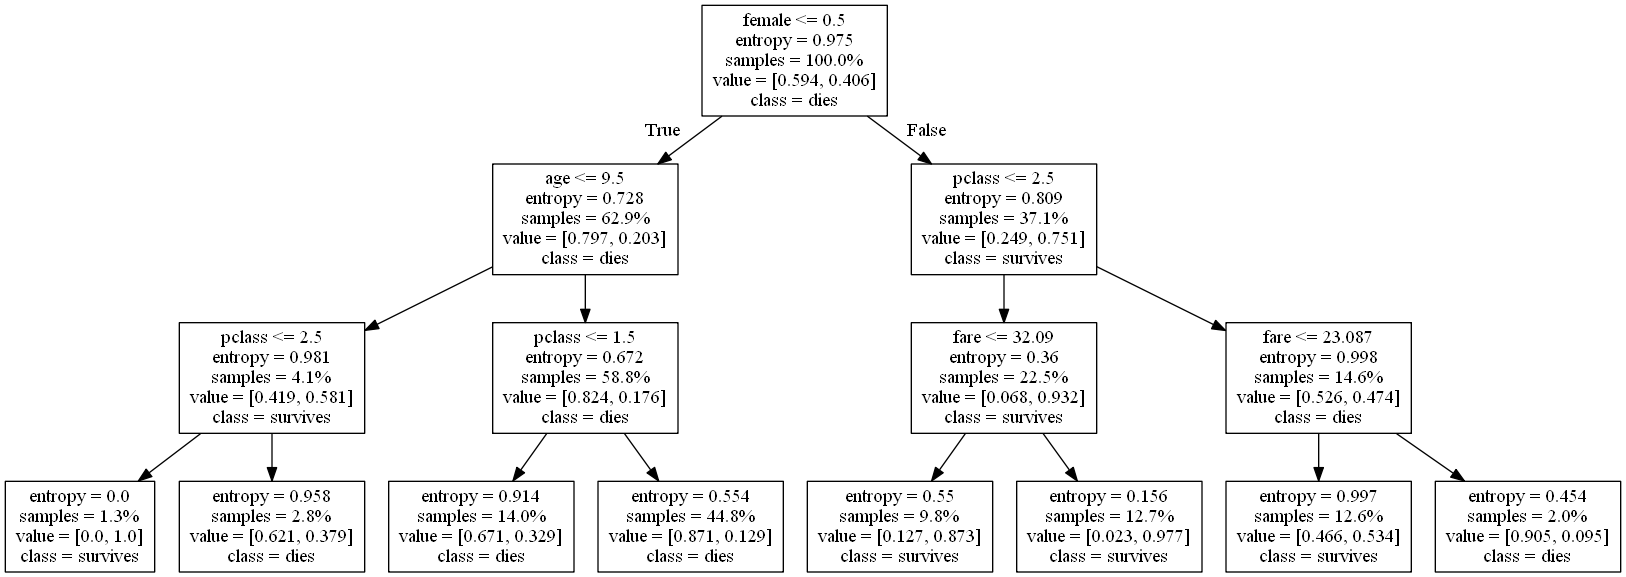 female <= 0.5
entropy = 0.975
samples = 100.0%
value = [0.594, 0.406]
class = dies
True
False
age <= 9.5
entropy = 0.728
samples = 62.9%
value = [0.797, 0.203]
class = dies
pclass <= 2.5
entropy = 0.809
samples = 37.1%
value = [0.249, 0.751]
class = survives
pclass <= 2.5
entropy = 0.981
samples = 4.1%
value = [0.419, 0.581]
class = survives
pclass <= 1.5
entropy = 0.672
samples = 58.8%
value = [0.824, 0.176]
class = dies
fare <= 32.09
entropy = 0.36
samples = 22.5%
value = [0.068, 0.932]
class = survives
fare <= 23.087
entropy = 0.998
samples = 14.6%
value = [0.526, 0.474]
class = dies
entropy = 0.0
samples = 1.3%
value = [0.0, 1.0]
class = survives
entropy = 0.958
samples = 2.8%
value = [0.621, 0.379]
class = dies
entropy = 0.914
samples = 14.0%
value = [0.671, 0.329]
class = dies
entropy = 0.554
samples = 44.8%
value = [0.871, 0.129]
class = dies
entropy = 0.55
samples = 9.8%
value = [0.127, 0.873]
class = survives
entropy = 0.156
samples = 12.7%
value = [0.023, 0.977]
class = survives
entropy = 0.997
samples = 12.6%
value = [0.466, 0.534]
class = survives
entropy = 0.454
samples = 2.0%
value = [0.905, 0.095]
class = dies